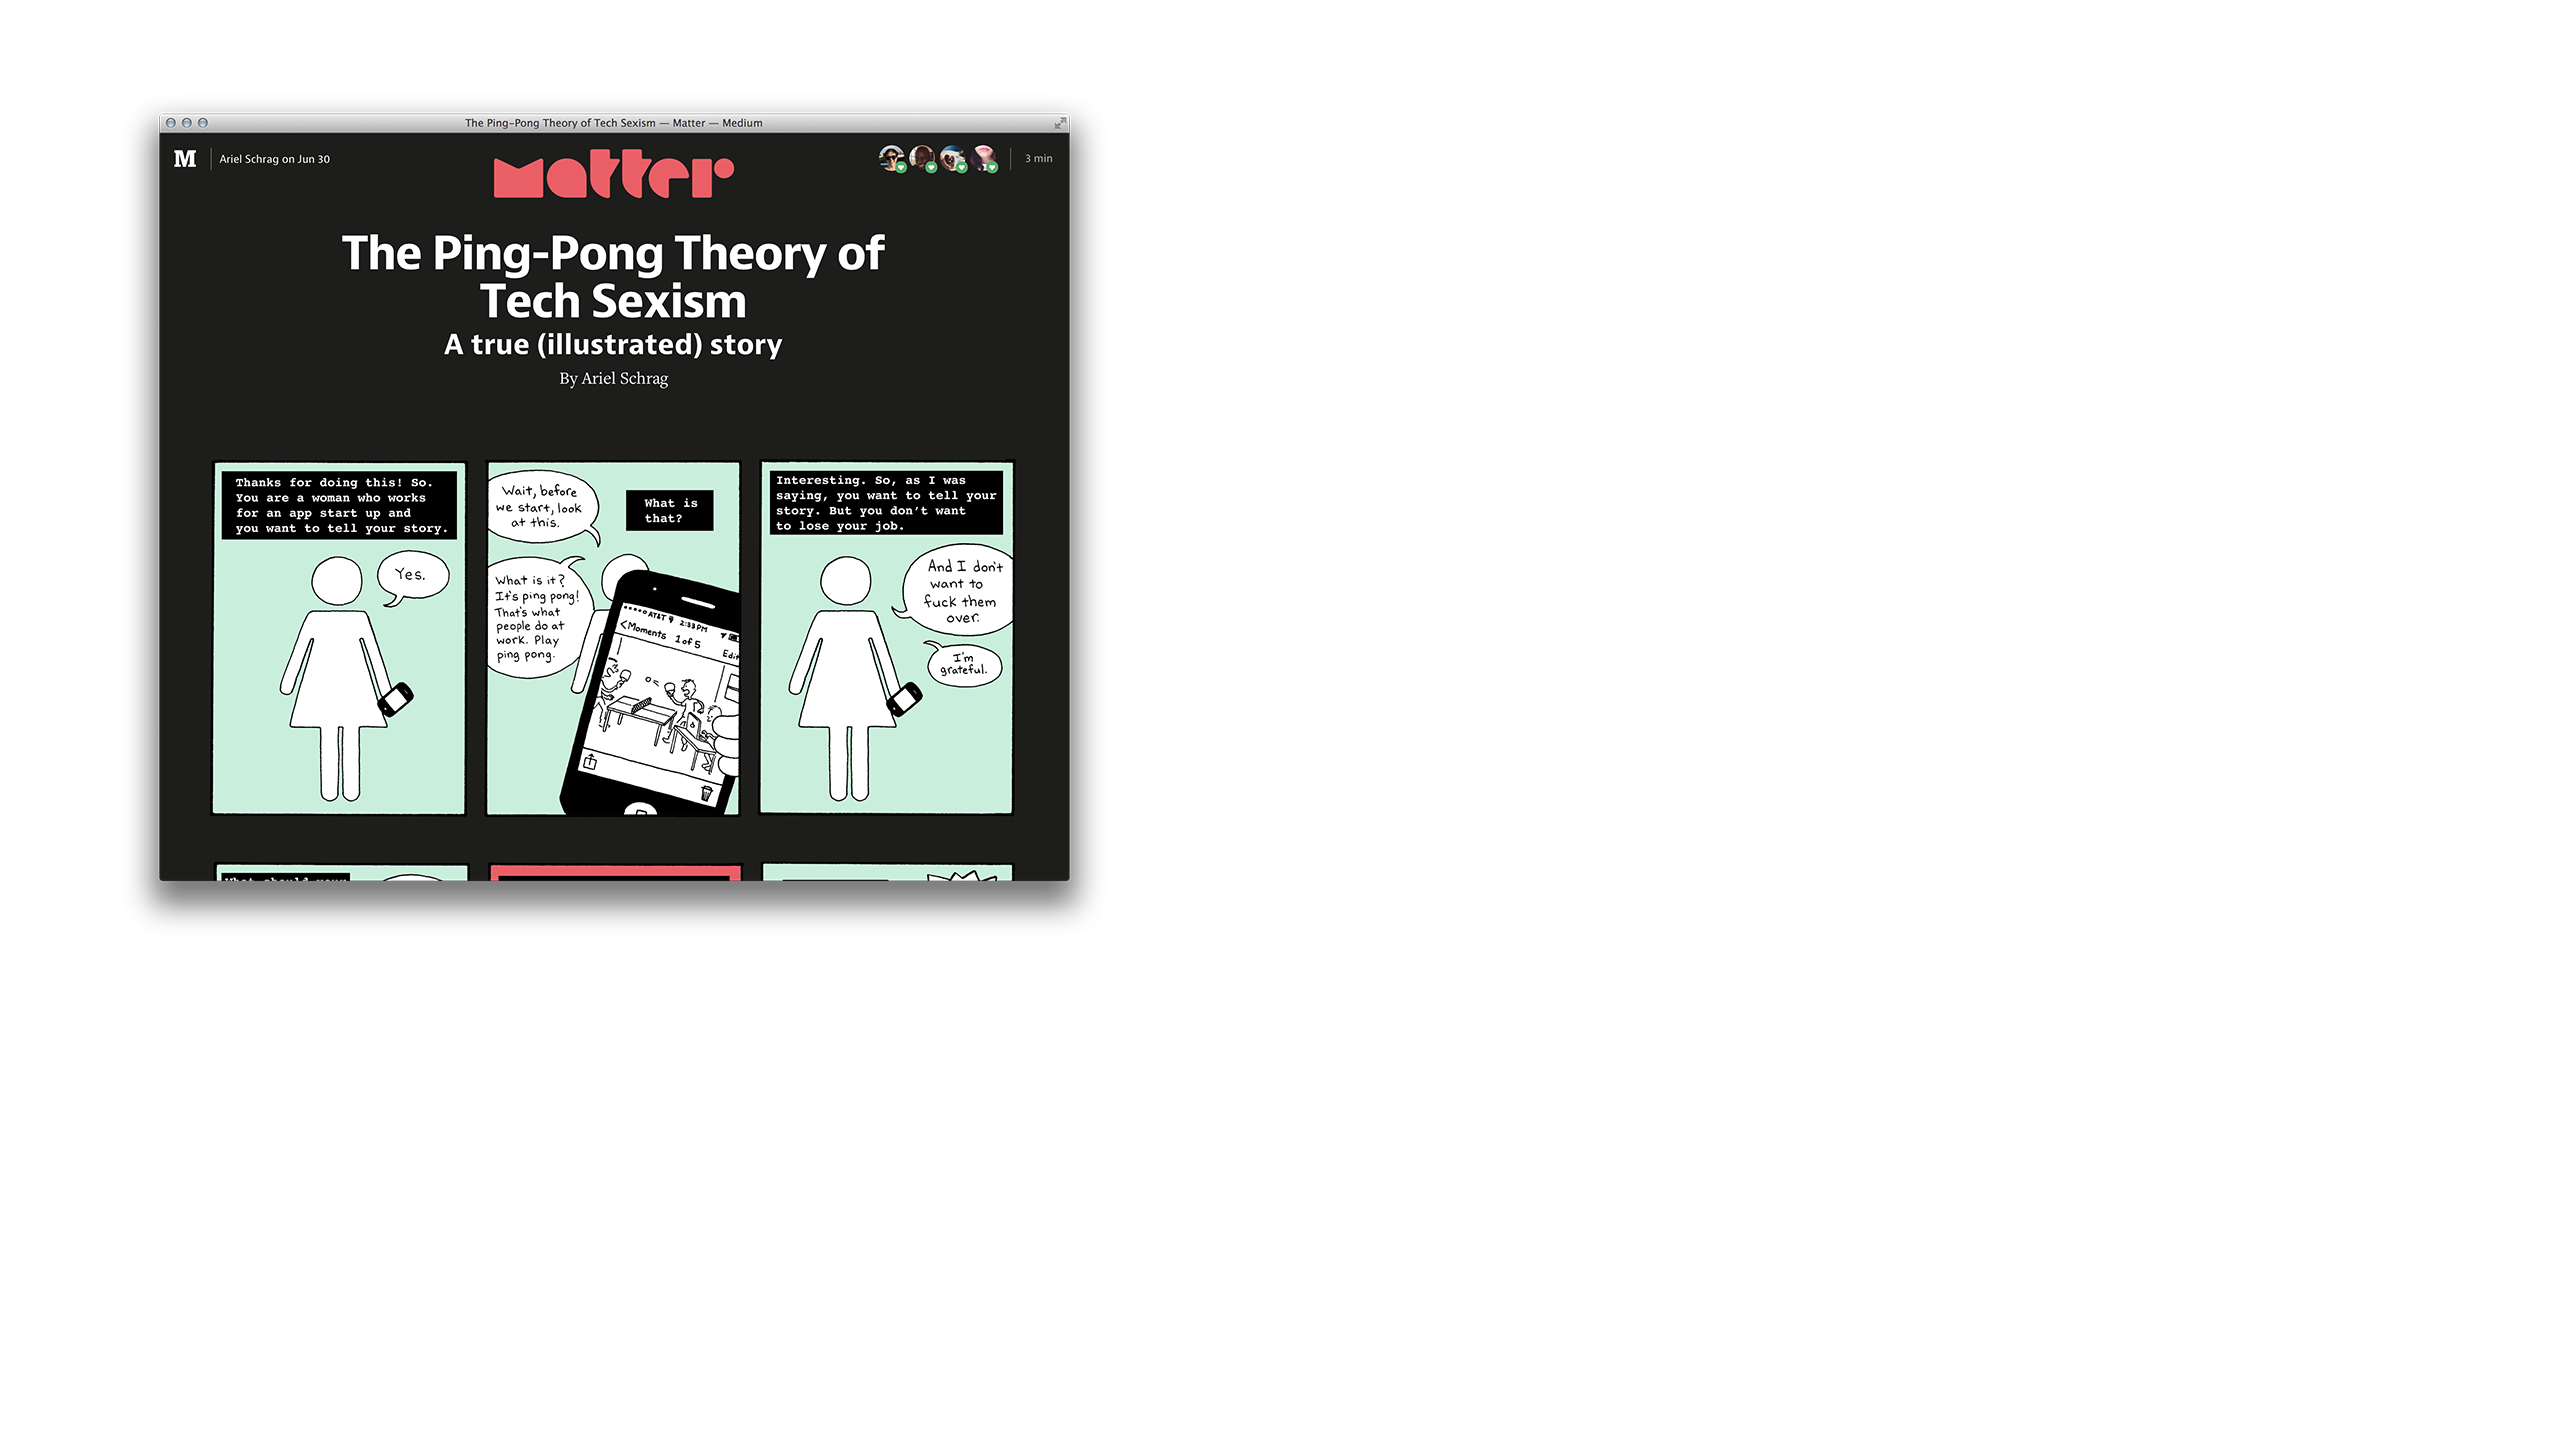 The Ping-Pong Theory of Tech Sexism — Matter — Medium
M
Ariel Schrag on Jun 30
matter
3 min
The Ping-Pong Theory of
Tech Sexism
A true (illustrated) story
By Ariel Schrag
Thanks for doing this! So.
You are a woman who works
for an app start up and
you want to tell your story.
Yes.
Wait, before
we start, look
at this.
What is
that?
What is it?
It's ping pong!
That's what
people do at
work. Play
ping pong.
AT&T 2:33PM
<Moments 1 of 5
Edit
Interesting. So, as I was
saying, you want to tell your
story. But you don't want
to lose your job.
And I don't
want to
fuck them
over.
I'm
grateful.
What should your